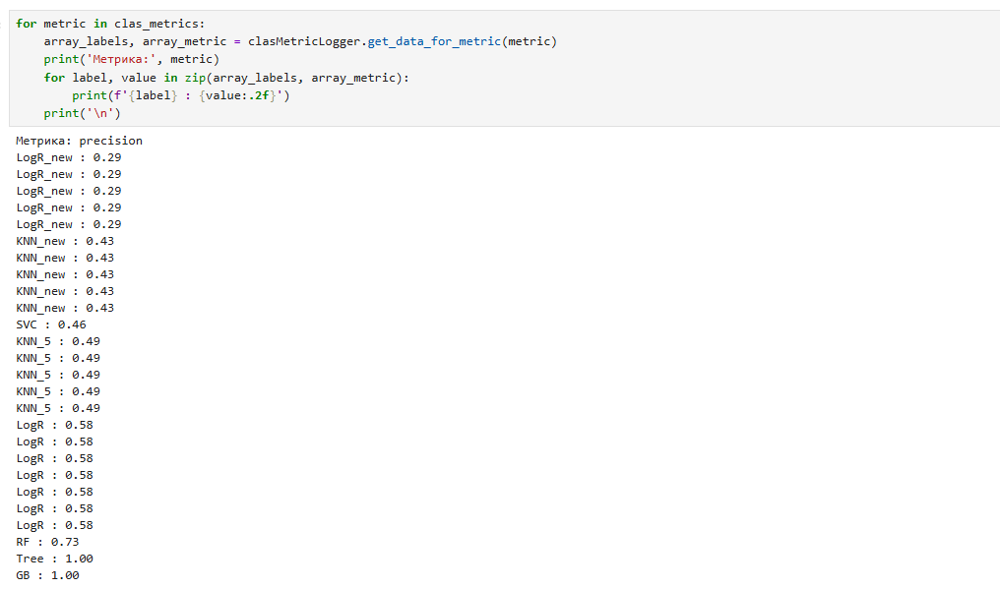 for metric in clas_metrics:
    array_labels, array_metric = clasMetricLogger.get_data_for_metric(metric)
    print('Метрика:', metric)
    for label, value in zip(array_labels, array_metric):
        print(f'{label} : {value:.2f}')
    print('\n')
Метрика: precision
LogR_new : 0.29
LogR_new : 0.29
LogR_new : 0.29
LogR_new : 0.29
LogR_new : 0.29
KNN_new : 0.43
KNN_new : 0.43
KNN_new : 0.43
KNN_new : 0.43
KNN_new : 0.43
SVC : 0.46
KNN_5 : 0.49
KNN_5 : 0.49
KNN_5 : 0.49
KNN_5 : 0.49
KNN_5 : 0.49
LogR : 0.58
LogR : 0.58
LogR : 0.58
LogR : 0.58
LogR : 0.58
LogR : 0.58
LogR : 0.58
RF : 0.73
Tree : 1.00
GB : 1.00